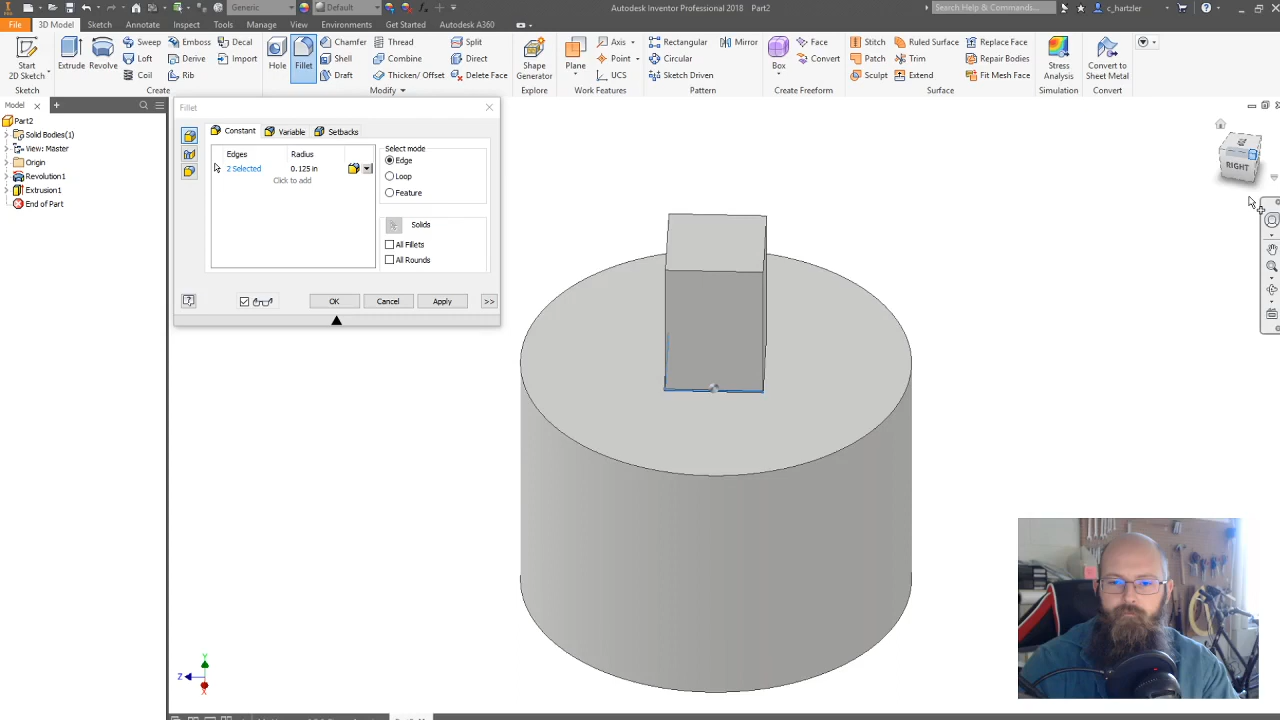 Generic
Default
Autodesk Inventor Professional 2018 Part2
Search Help & Commands...
c_hartzler
File
3D Model
Sketch
Annotate
Inspect
Tools
Manage
View
Environments
Get Started
Autodesk A360
Start
2D Sketch
Extrude
Revolve
Sweep
Loft
Coil
Emboss
Derive
Rib
Decal
Import
Hole
Fillet
Chamfer
Shell
Draft
Thread
Combine
Thicken/ Offset
Split
Direct
Delete Face
Shape
Generator
Plane
Axis
Point
UCS
Rectangular
Circular
Sketch Driven
Mirror
Box
Face
Convert
Stitch
Patch
Sculpt
Ruled Surface
Trim
Extend
Replace Face
Repair Bodies
Fit Mesh Face
Stress
Analysis
Convert to
Sheet Metal
Sketch
Create
Modify
Explore
Work Features
Pattern
Create Freeform
Surface
Simulation
Convert
Model
Part2
Solid Bodies(1)
View: Master
Origin
Revolution1
Extrusion1
End of Part
Fillet
Constant
Variable
Setbacks
Edges
Radius
2 Selected
0.125 in
Click to add
Select mode
Edge
Loop
Feature
Solids
All Fillets
All Rounds
OK
Cancel
Apply
>>
RIGHT
Y
Z
X